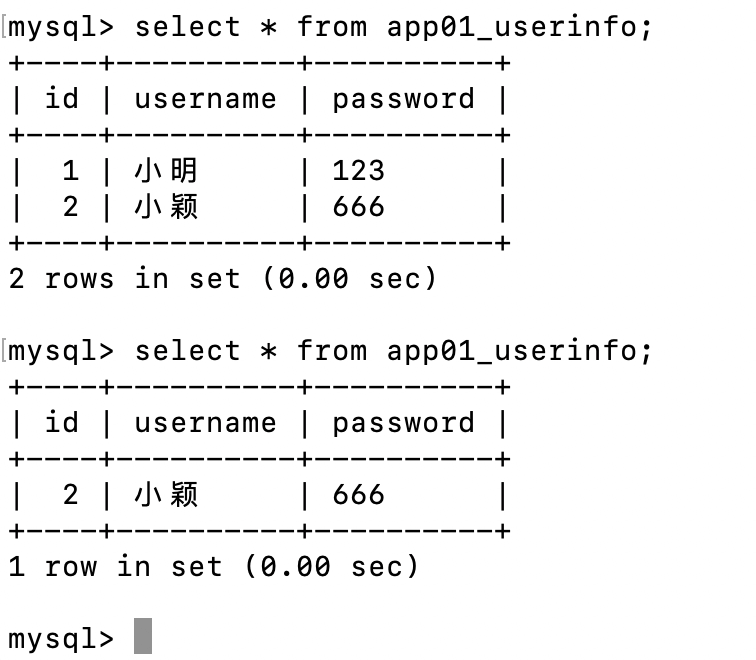 [mysql> select * from app01_userinfo;
+----+----------+----------+
| id | username | password |
+----+----------+----------+
|  1 | 小明      | 123      |
|  2 | 小颖      | 666      |
+----+----------+----------+
2 rows in set (0.00 sec)

[mysql> select * from app01_userinfo;
+----+----------+----------+
| id | username | password |
+----+----------+----------+
|  2 | 小颖      | 666      |
+----+----------+----------+
1 row in set (0.00 sec)

mysql>